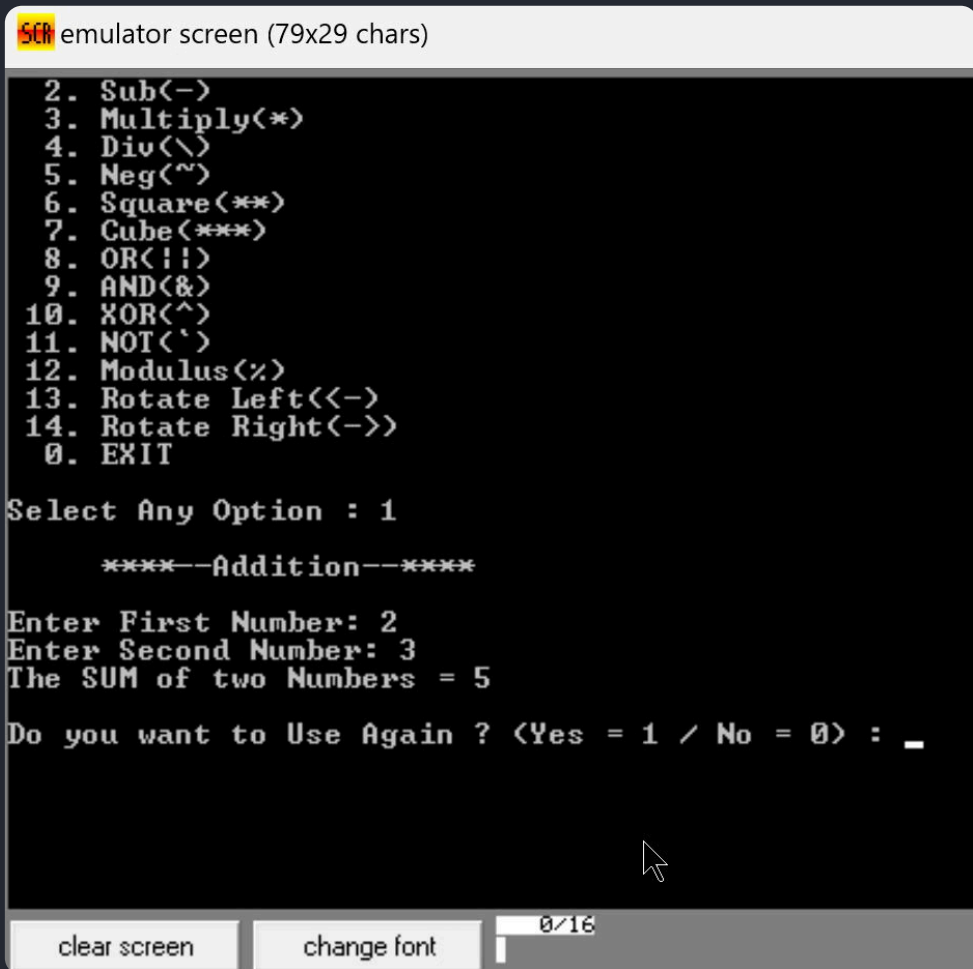 SCR emulator screen (79x29 chars)
2. Sub(-)
3. Multiply(*)
4. Div(\)
5. Neg(~)
6. Square(**)
7. Cube(***)
8. OR(||)
9. AND(&)
10. XOR(^)
11. NOT(`)
12. Modulus(%)
13. Rotate Left(<-)
14. Rotate Right(->)
0. EXIT
Select Any Option : 1
****--Addition--****
Enter First Number: 2
Enter Second Number: 3
The SUM of two Numbers = 5
Do you want to Use Again ? (Yes = 1 / No = 0) : _
0/16
clear screen change font